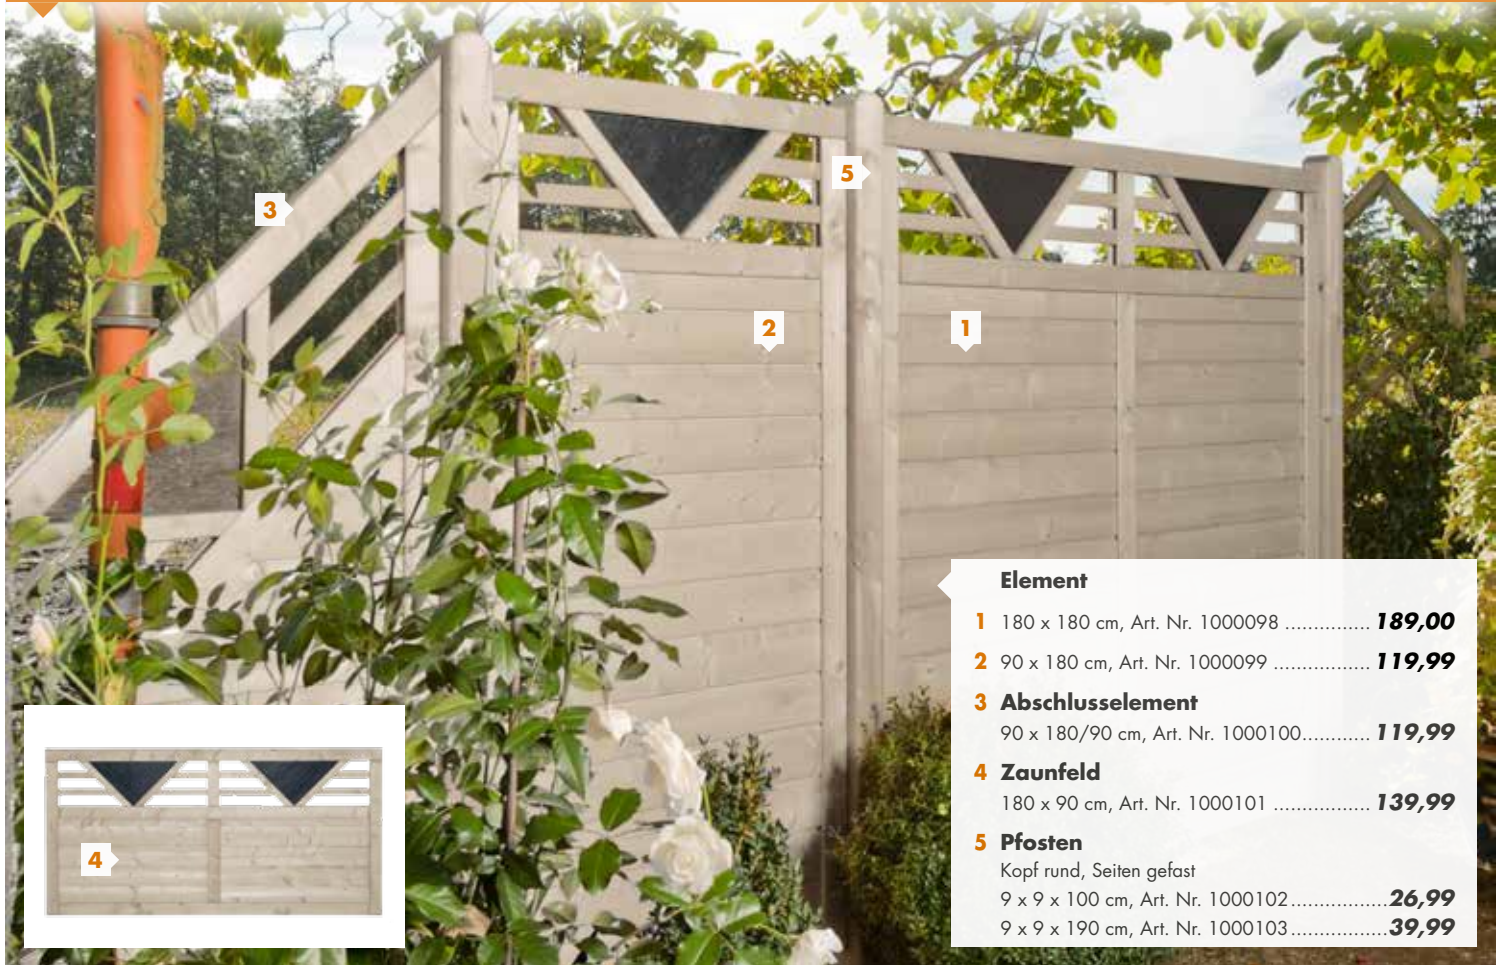 3
5
2
1
4
Element
1 180 x 180 cm, Art. Nr. 1000098 ............... 189,00
2 90 x 180 cm, Art. Nr. 1000099 ................. 119,99
3 Abschlusselement
90 x 180/90 cm, Art. Nr. 1000100............ 119,99
4 Zaunfeld
180 x 90 cm, Art. Nr. 1000101 ................. 139,99
5 Pfosten
Kopf rund, Seiten gefast
9 x 9 x 100 cm, Art. Nr. 1000102.................26,99
9 x 9 x 190 cm, Art. Nr. 1000103.................39,99